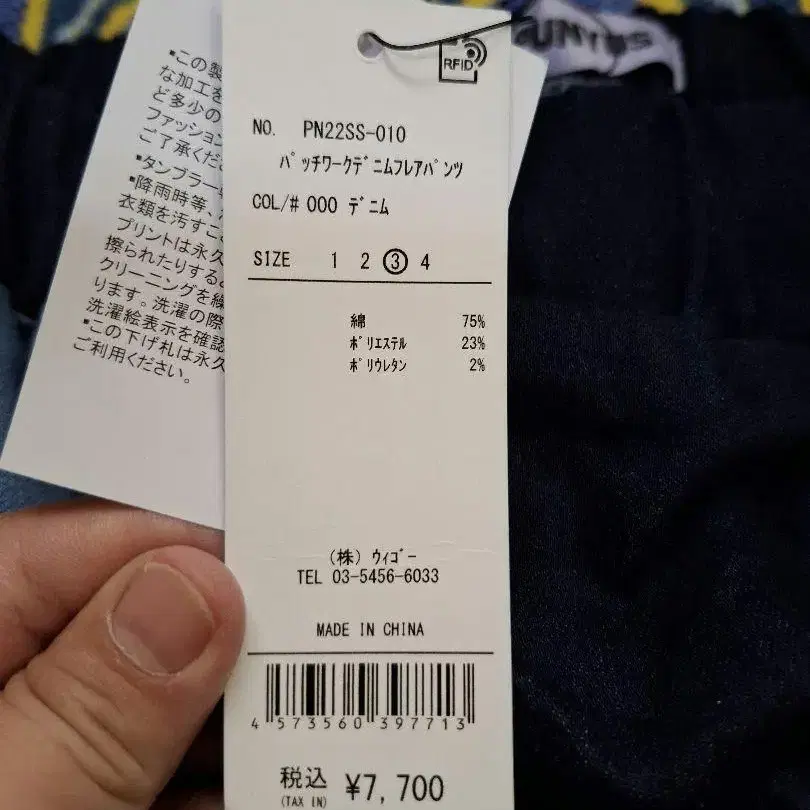 RFID
NO. PN22SS-010
ﾊﾟｯﾁﾜｰｸﾃﾞﾆﾑﾌﾚｱﾊﾟﾝﾂ
COL/# 000 ﾃﾞﾆﾑ
SIZE 1 2 3 4
綿 75%
ﾎﾟﾘｴｽﾃﾙ 23%
ﾎﾟﾘｳﾚﾀﾝ 2%
(株) ｳｨｺﾞｰ
TEL 03-5456-6033
MADE IN CHINA
4 573560 397713
税込 ¥7,700
(TAX IN)
▪この製
な加工を
ど多少の
ファッション
ご了承くだ
▪タンブラー
▪降雨時等、
衣類を汚すこ
プリントは永久
擦られたりすると
クリーニングを繰
ります。洗濯の際
洗濯絵表示を確認
▪この下げ札は永久
ご利用ください。